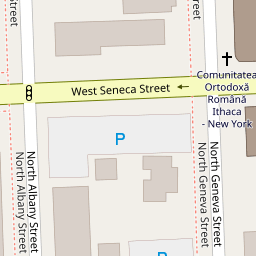 West Seneca Street
Comunitatea
Ortodoxă
Română
Ithaca
- New York
P
North Albany Street
North Albany Street
North Geneva Street
North Geneva Street
P